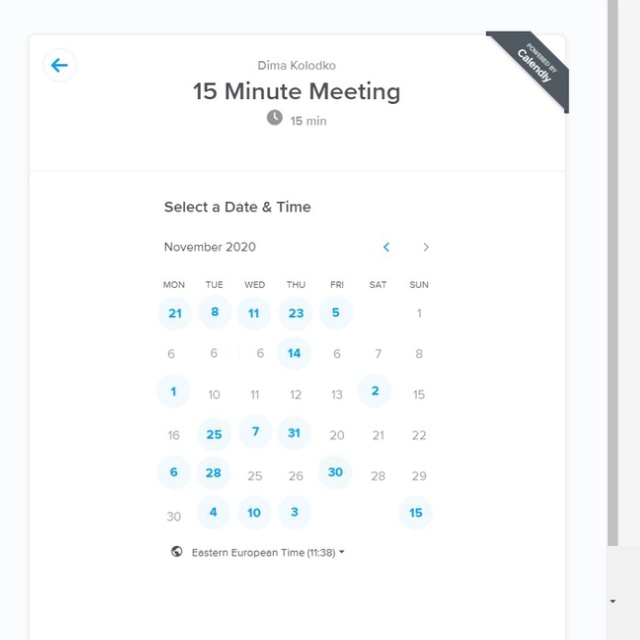 POWERED BY
Calendly
Dima Kolodko
15 Minute Meeting
15 min
Select a Date & Time
November 2020
MON TUE WED THU FRI SAT SUN
21 8 11 23 5 1
6 6 6 14 6 7 8
1 10 11 12 13 2 15
16 25 7 31 20 21 22
6 28 25 26 30 28 29
30 4 10 3 15
Eastern European Time (11:38)